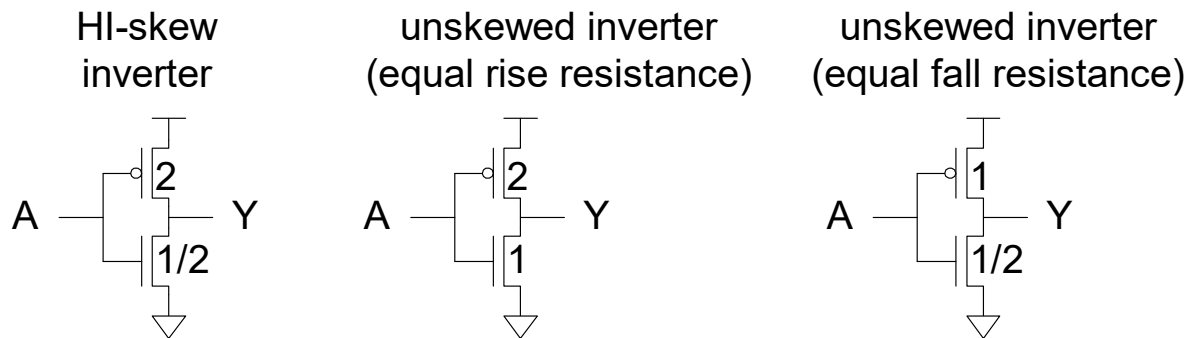 HI-skew
inverter
unskewed inverter
(equal rise resistance)
unskewed inverter
(equal fall resistance)
A
2
1/2
Y
A
2
1
Y
A
1
1/2
Y